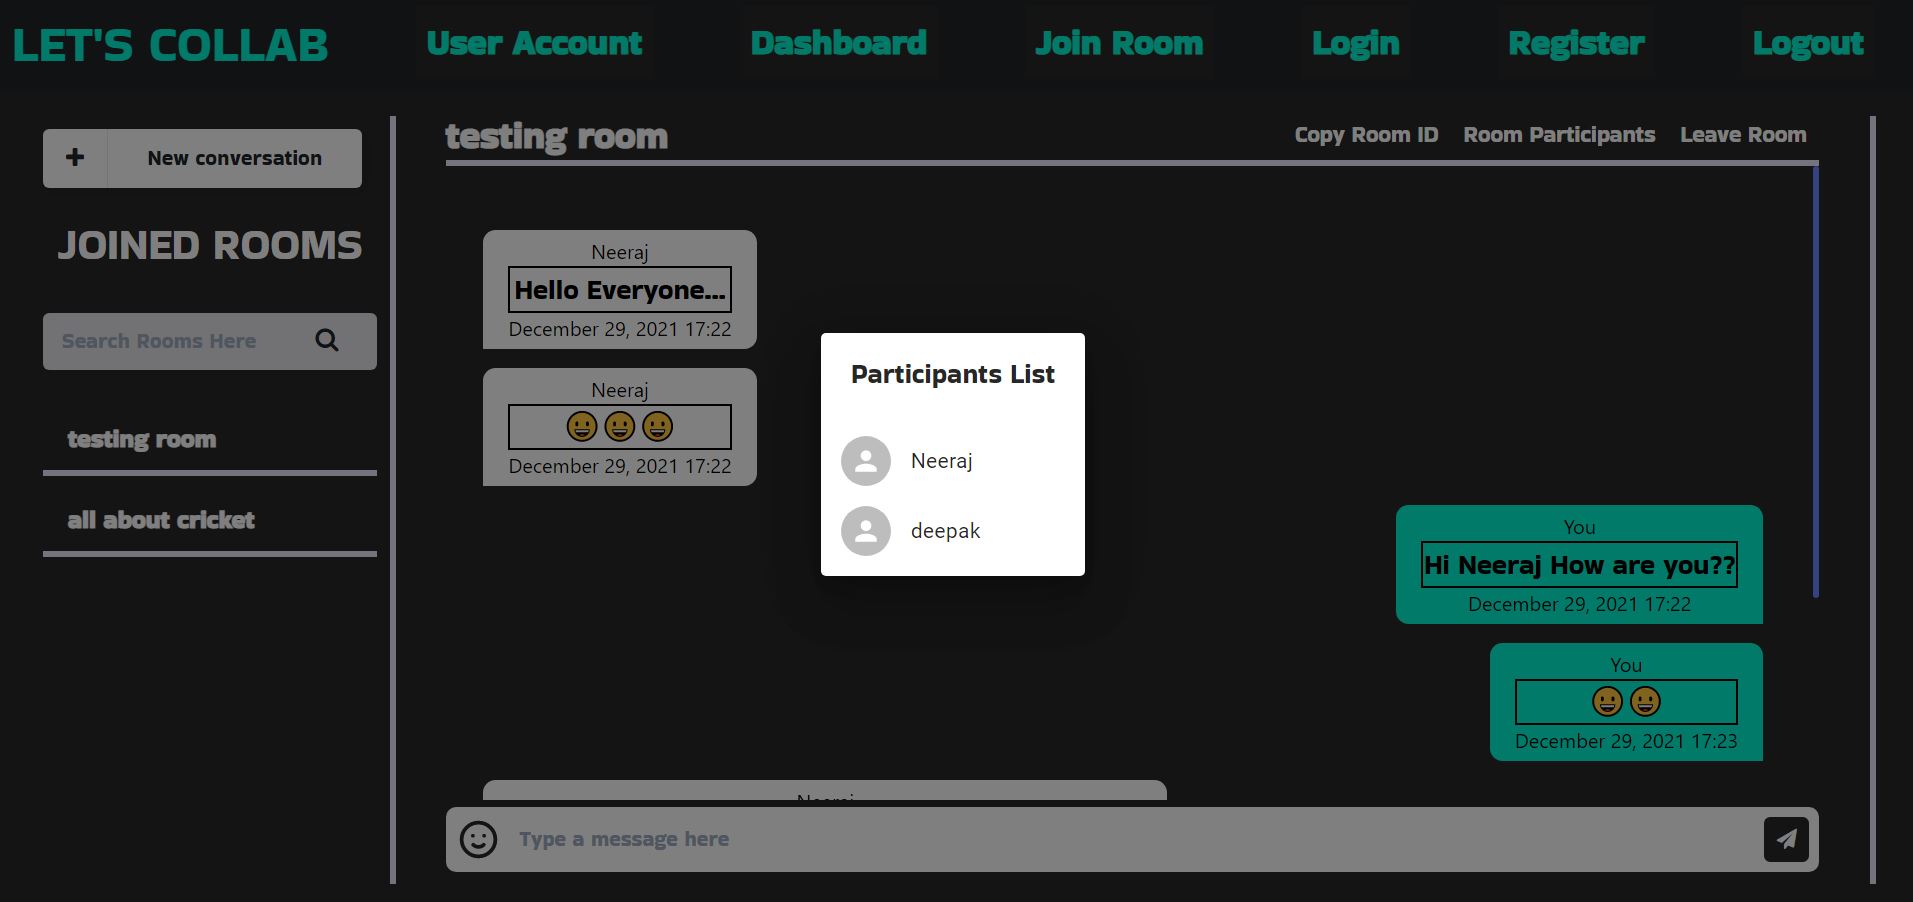 LET'S COLLAB
User Account
Dashboard
Join Room
Login
Register
Logout
New conversation
JOINED ROOMS
Search Rooms Here
testing room
all about cricket
testing room
Copy Room ID
Room Participants
Leave Room
Neeraj
Hello Everyone...
December 29, 2021 17:22
Neeraj
😀😀😀
December 29, 2021 17:22
Participants List
Neeraj
deepak
You
Hi Neeraj How are you??
December 29, 2021 17:22
You
😀😀
December 29, 2021 17:23
Neeraj
Type a message here